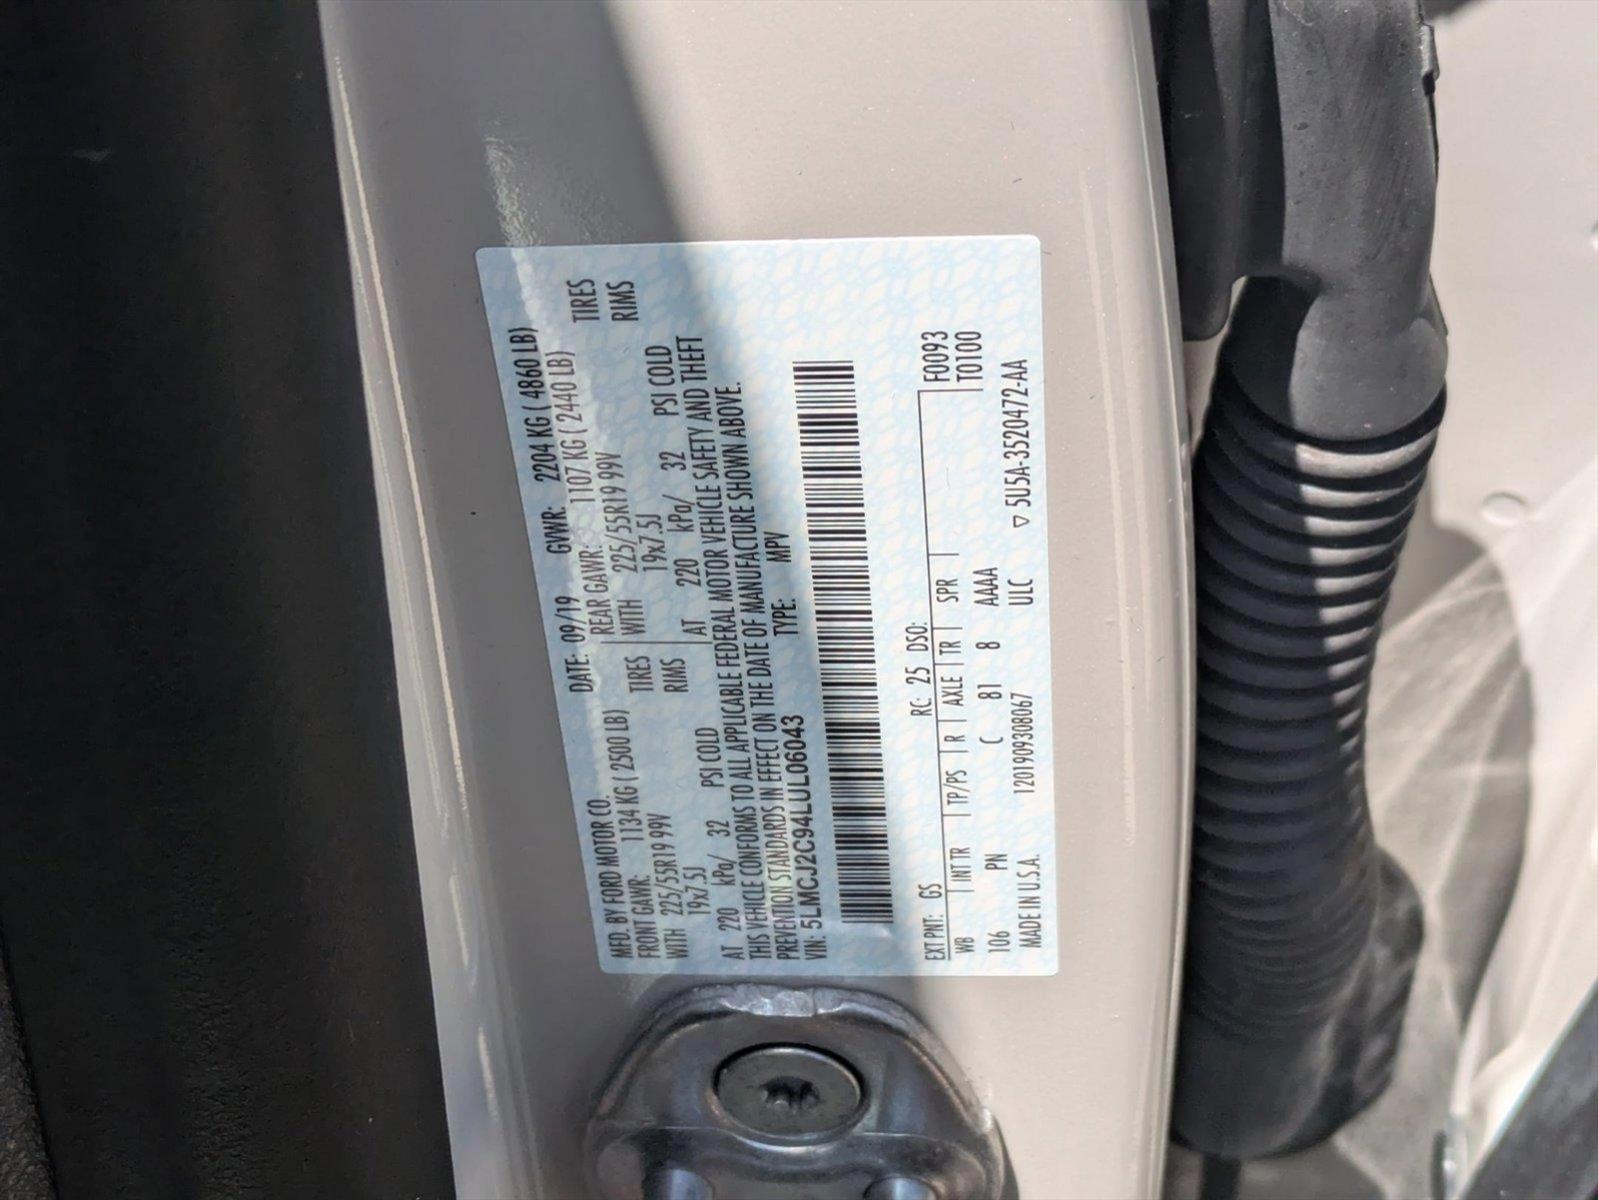 MFD. BY FORD MOTOR CO. DATE: 09/19 GVWR: 2204 KG ( 4860 LB)
FRONT GAWR: 1134 KG ( 2500 LB) REAR GAWR: 1107 KG ( 2440 LB)
WITH 225/55R19 99V TIRES WITH 225/55R19 99V TIRES
19x7.5J RIMS 19x7.5J RIMS
AT 220 kPa/ 32 PSI COLD AT 220 kPa/ 32 PSI COLD
THIS VEHICLE CONFORMS TO ALL APPLICABLE FEDERAL MOTOR VEHICLE SAFETY AND THEFT
PREVENTION STANDARDS IN EFFECT ON THE DATE OF MANUFACTURE SHOWN ABOVE.
VIN: 5LMCJ2C94LUL06043 TYPE: MPV
EXT PNT: GS RC: 25 DSO: F0093
WB INT TR TP/PS R AXLE TR SPR T0100
106 PN C 81 8 AAAA
MADE IN U.S.A. 120190930​8067 ULC ▽ 5U5A-3520472-AA